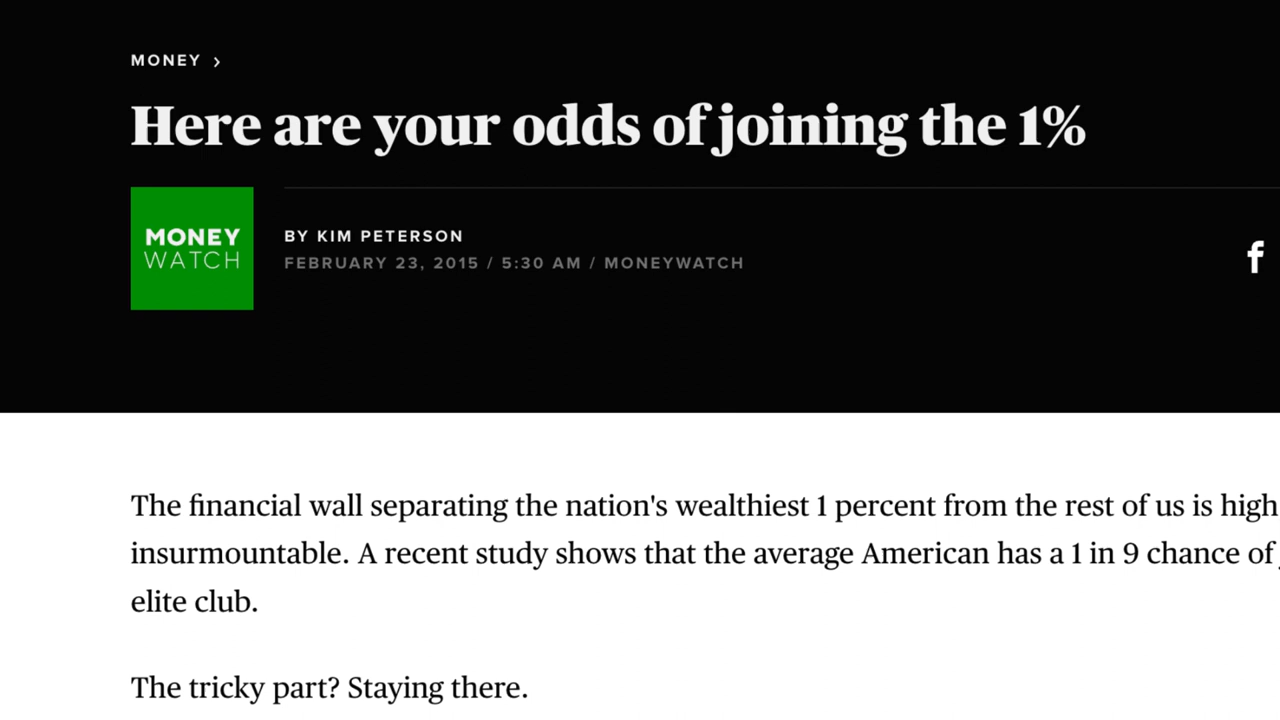 MONEY ›
Here are your odds of joining the 1%
MONEY
WATCH
BY KIM PETERSON
FEBRUARY 23, 2015 / 5:30 AM / MONEYWATCH
f
The financial wall separating the nation's wealthiest 1 percent from the rest of us is high
insurmountable. A recent study shows that the average American has a 1 in 9 chance of
elite club.
The tricky part? Staying there.